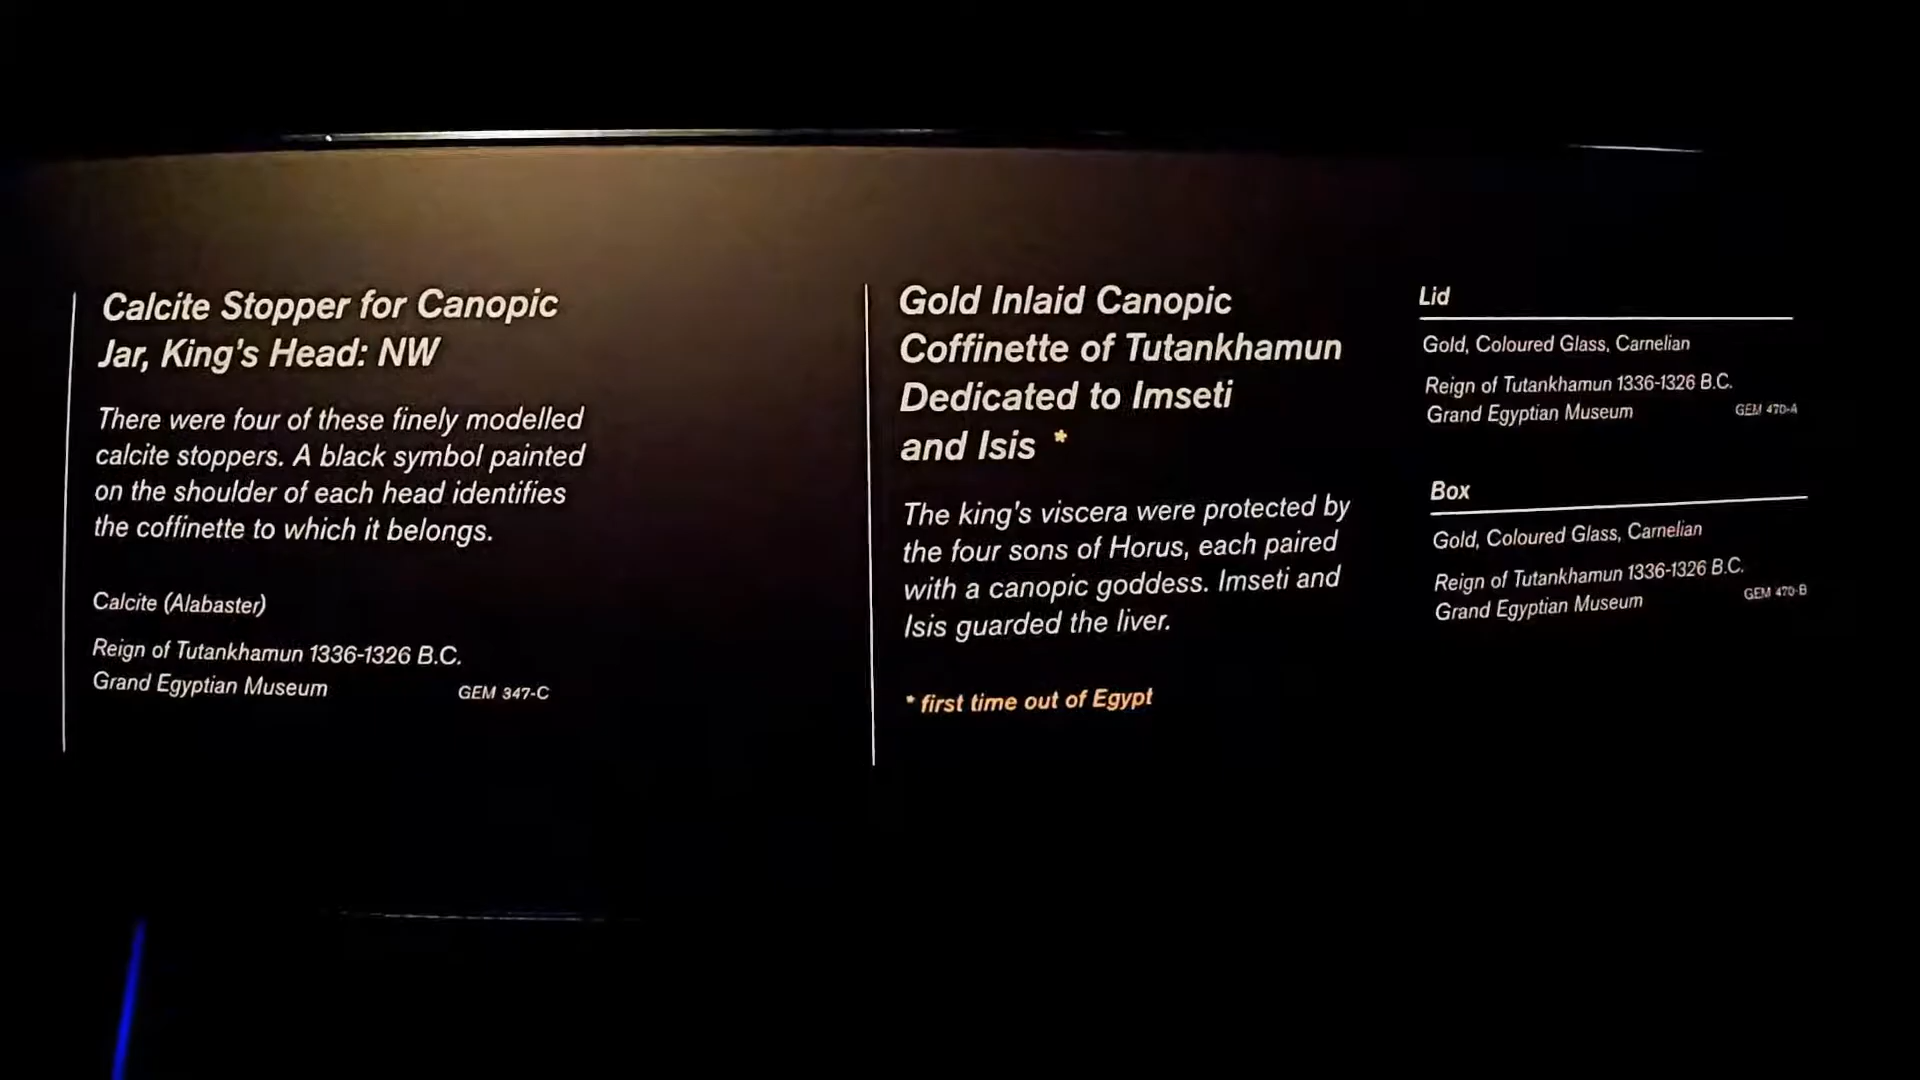 Calcite Stopper for Canopic
Jar, King's Head: NW
There were four of these finely modelled
calcite stoppers. A black symbol painted
on the shoulder of each head identifies
the coffinette to which it belongs.
Calcite (Alabaster)
Reign of Tutankhamun 1336-1326 B.C.
Grand Egyptian Museum GEM 347-C
Gold Inlaid Canopic
Coffinette of Tutankhamun
Dedicated to Imseti
and Isis *
The king's viscera were protected by
the four sons of Horus, each paired
with a canopic goddess. Imseti and
Isis guarded the liver.
* first time out of Egypt
Lid
Gold, Coloured Glass, Carnelian
Reign of Tutankhamun 1336-1326 B.C.
Grand Egyptian Museum GEM 470-A
Box
Gold, Coloured Glass, Carnelian
Reign of Tutankhamun 1336-1326 B.C.
Grand Egyptian Museum GEM 470-B